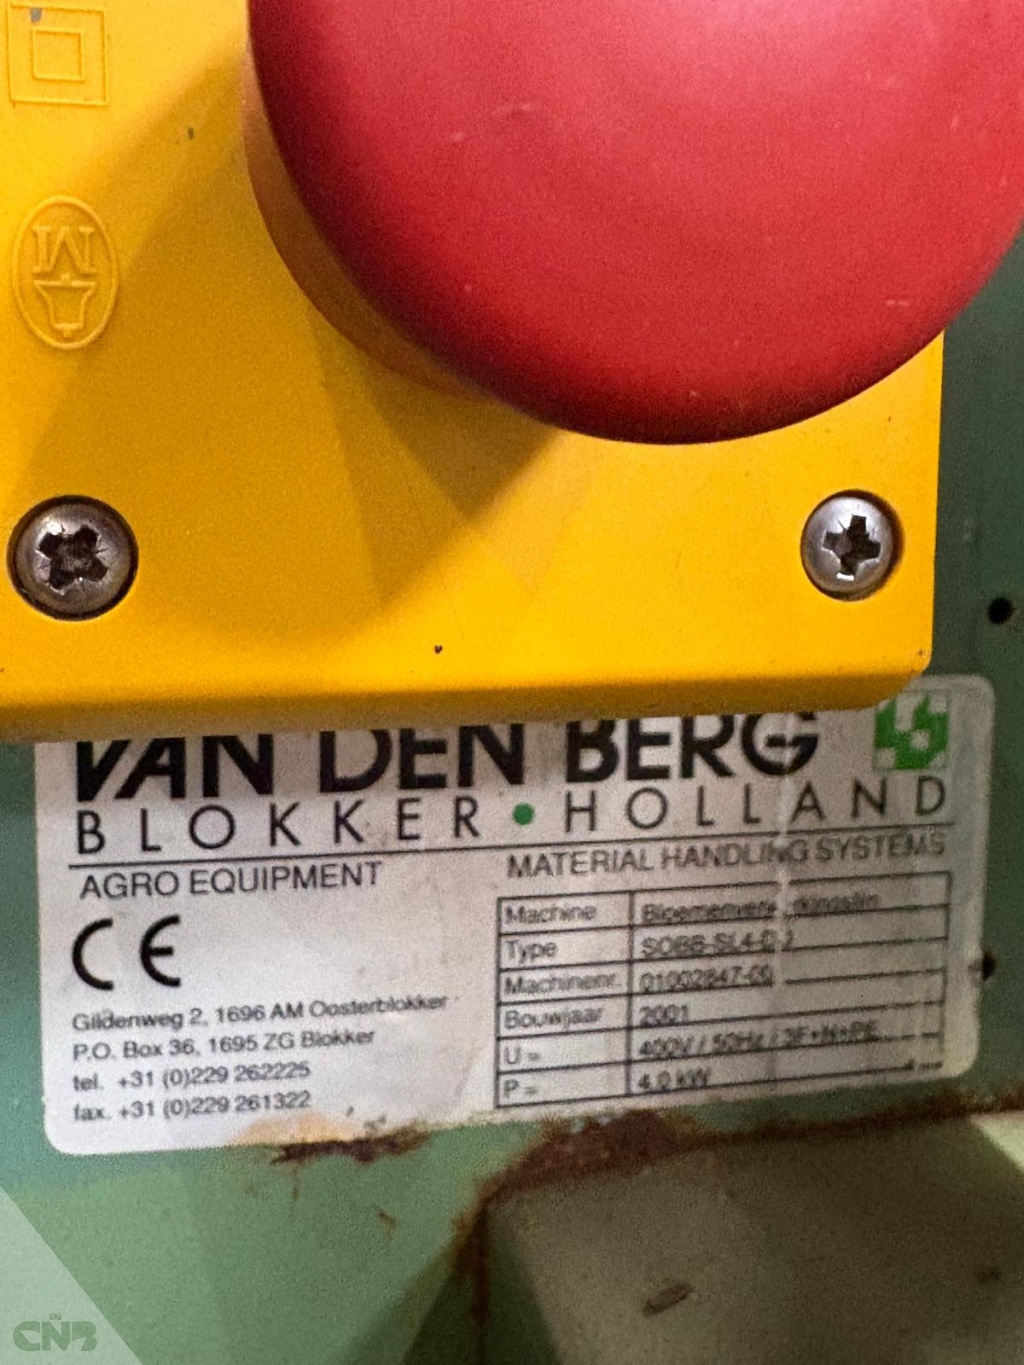 VAN DEN BERG
BLOKKER • HOLLAND
AGRO EQUIPMENT
MATERIAL HANDLING SYSTEMS
CE
Gildenweg 2, 1696 AM Oosterblokker
P.O. Box 36, 1695 ZG Blokker
tel. +31 (0)229 262225
fax. +31 (0)229 261322
Machine
Type
Machinenr. 01002847-00
Bouwjaar 2001
U = 400V / 50Hz / 3F+N+PE
P = 4.0 kW
CNB